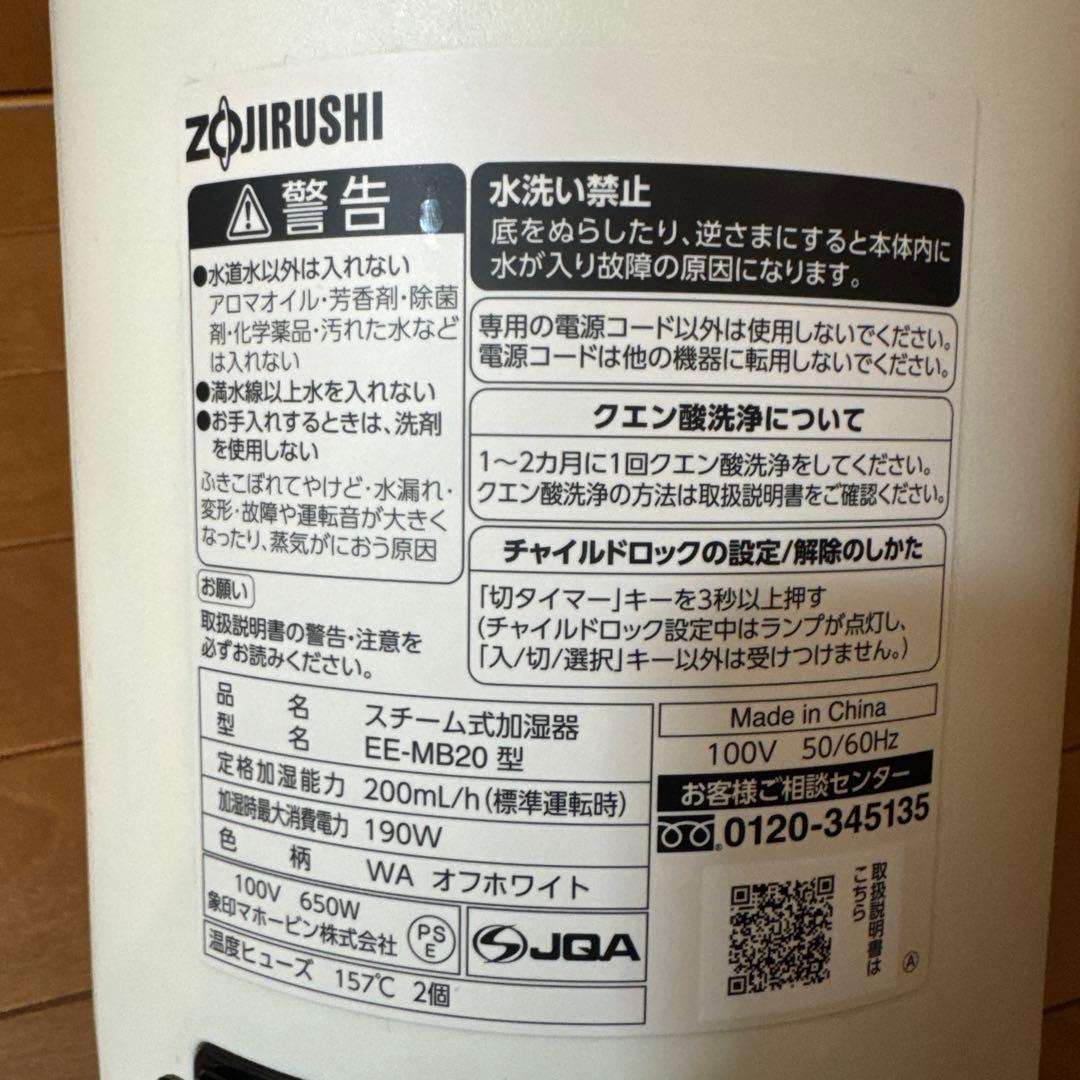 ZOJIRUSHI
警告
●水道水以外は入れない
アロマオイル・芳香剤・除菌
剤・化学薬品・汚れた水など
は入れない
●満水線以上水を入れない
●お手入れするときは、洗剤
を使用しない
ふきこぼれてやけど・水漏れ・
変形・故障や運転音が大きく
なったり、蒸気がにおう原因
お願い
取扱説明書の警告・注意を
必ずお読みください。
水洗い禁止
底をぬらしたり、逆さまにすると本体内に
水が入り故障の原因になります。
専用の電源コード以外は使用しないでください。
電源コードは他の機器に転用しないでください。
クエン酸洗浄について
1～2カ月に1回クエン酸洗浄をしてください。
クエン酸洗浄の方法は取扱説明書をご確認ください。
チャイルドロックの設定/解除のしかた
「切タイマー」キーを3秒以上押す
(チャイルドロック設定中はランプが点灯し、
「入/切/選択」キー以外は受けつけません。)
品名 スチーム式加湿器
型名 EE-MB20 型
定格加湿能力 200mL/h(標準運転時)
加湿時最大消費電力 190W
色柄 WA オフホワイト
100V 650W
象印マホービン株式会社
PS
E
JQA
温度ヒューズ 157℃ 2個
Made in China
100V 50/60Hz
お客様ご相談センター
0120-345135
取扱説明書は
こちら
A